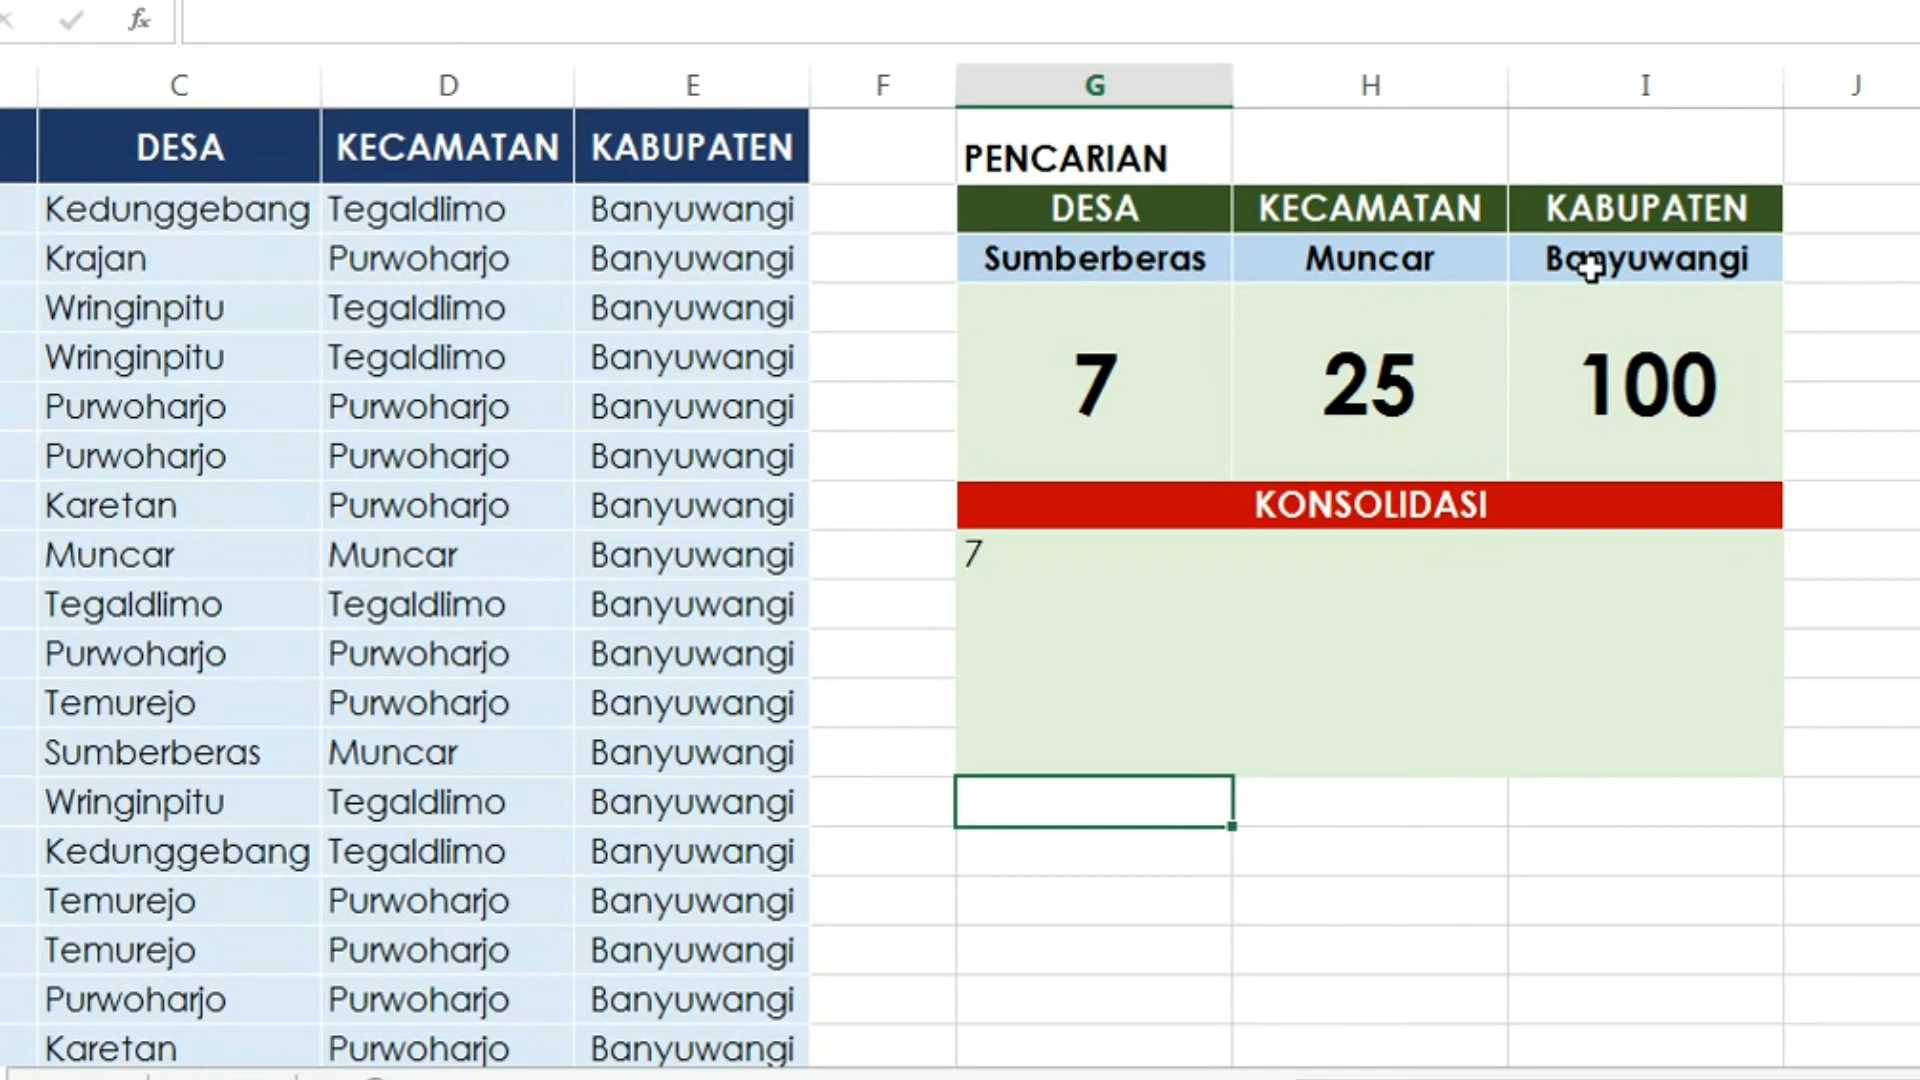 fx
C D E F G H I J
DESA KECAMATAN KABUPATEN PENCARIAN
Kedunggebang Tegaldlimo Banyuwangi DESA KECAMATAN KABUPATEN
Krajan Purwoharjo Banyuwangi Sumberberas Muncar Banyuwangi
Wringinpitu Tegaldlimo Banyuwangi
Wringinpitu Tegaldlimo Banyuwangi 7 25 100
Purwoharjo Purwoharjo Banyuwangi
Purwoharjo Purwoharjo Banyuwangi
Karetan Purwoharjo Banyuwangi KONSOLIDASI
Muncar Muncar Banyuwangi 7
Tegaldlimo Tegaldlimo Banyuwangi
Purwoharjo Purwoharjo Banyuwangi
Temurejo Purwoharjo Banyuwangi
Sumberberas Muncar Banyuwangi
Wringinpitu Tegaldlimo Banyuwangi
Kedunggebang Tegaldlimo Banyuwangi
Temurejo Purwoharjo Banyuwangi
Temurejo Purwoharjo Banyuwangi
Purwoharjo Purwoharjo Banyuwangi
Karetan Purwoharjo Banyuwangi